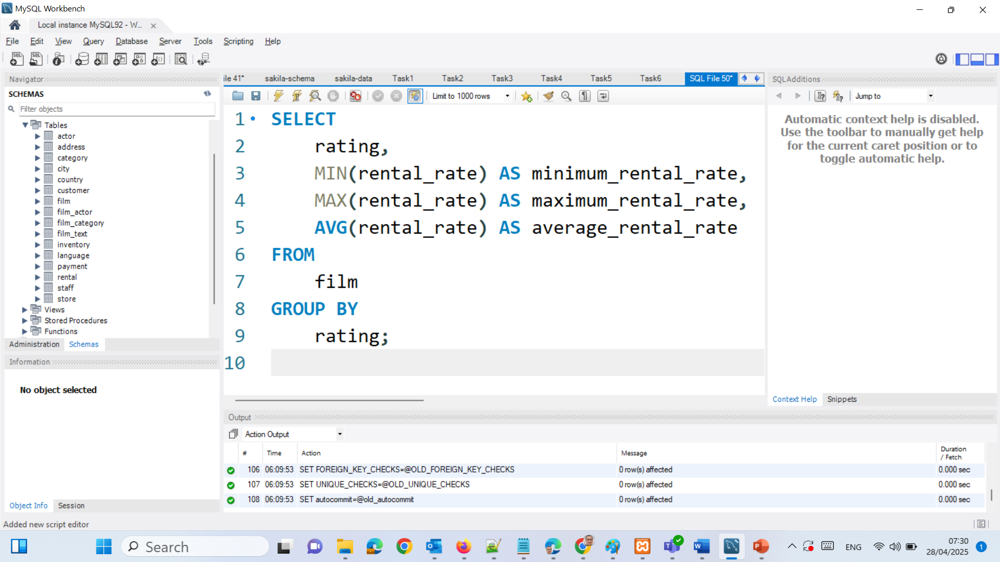 MySQL Workbench
Local instance MySQL92 - W...
File Edit View Query Database Server Tools Scripting Help
Navigator
SCHEMAS
Filter objects
Tables
actor
address
category
city
country
customer
film
film_actor
film_category
film_text
inventory
language
payment
rental
staff
store
Views
Stored Procedures
Functions
Administration Schemas
Information
No object selected
Object Info Session
Added new script editor
ile 41* sakila-schema sakila-data Task1 Task2 Task3 Task4 Task5 Task6 SQL File 50*
Limit to 1000 rows
1 SELECT
2 rating,
3 MIN(rental_rate) AS minimum_rental_rate,
4 MAX(rental_rate) AS maximum_rental_rate,
5 AVG(rental_rate) AS average_rental_rate
6 FROM
7 film
8 GROUP BY
9 rating;
10
SQLAdditions
Jump to
Automatic context help is disabled.
Use the toolbar to manually get help
for the current caret position or to
toggle automatic help.
Context Help Snippets
Output
Action Output
# Time Action Message Duration / Fetch
106 06:09:53 SET FOREIGN_KEY_CHECKS=@OLD_FOREIGN_KEY_CHECKS 0 row(s) affected 0.000 sec
107 06:09:53 SET UNIQUE_CHECKS=@OLD_UNIQUE_CHECKS 0 row(s) affected 0.000 sec
108 06:09:53 SET autocommit=@old_autocommit 0 row(s) affected 0.000 sec
Search
ENG
07:30
28/04/2025
1